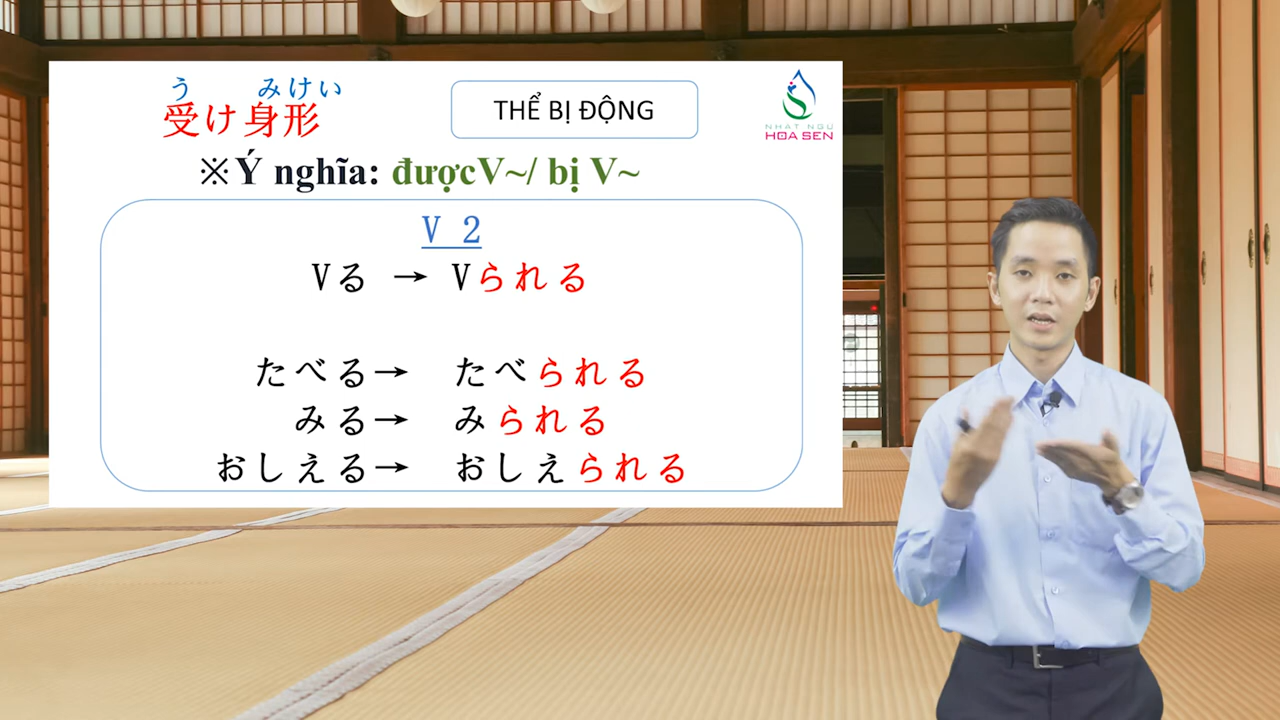 う みけい
受け身形
THỂ BỊ ĐỘNG
NHẬT NGỮ
HOA SEN
※Ý nghĩa: đượcV~/ bị V~
V 2
Vる → Vられる
たべる→ たべられる
みる→ みられる
おしえる→ おしえられる